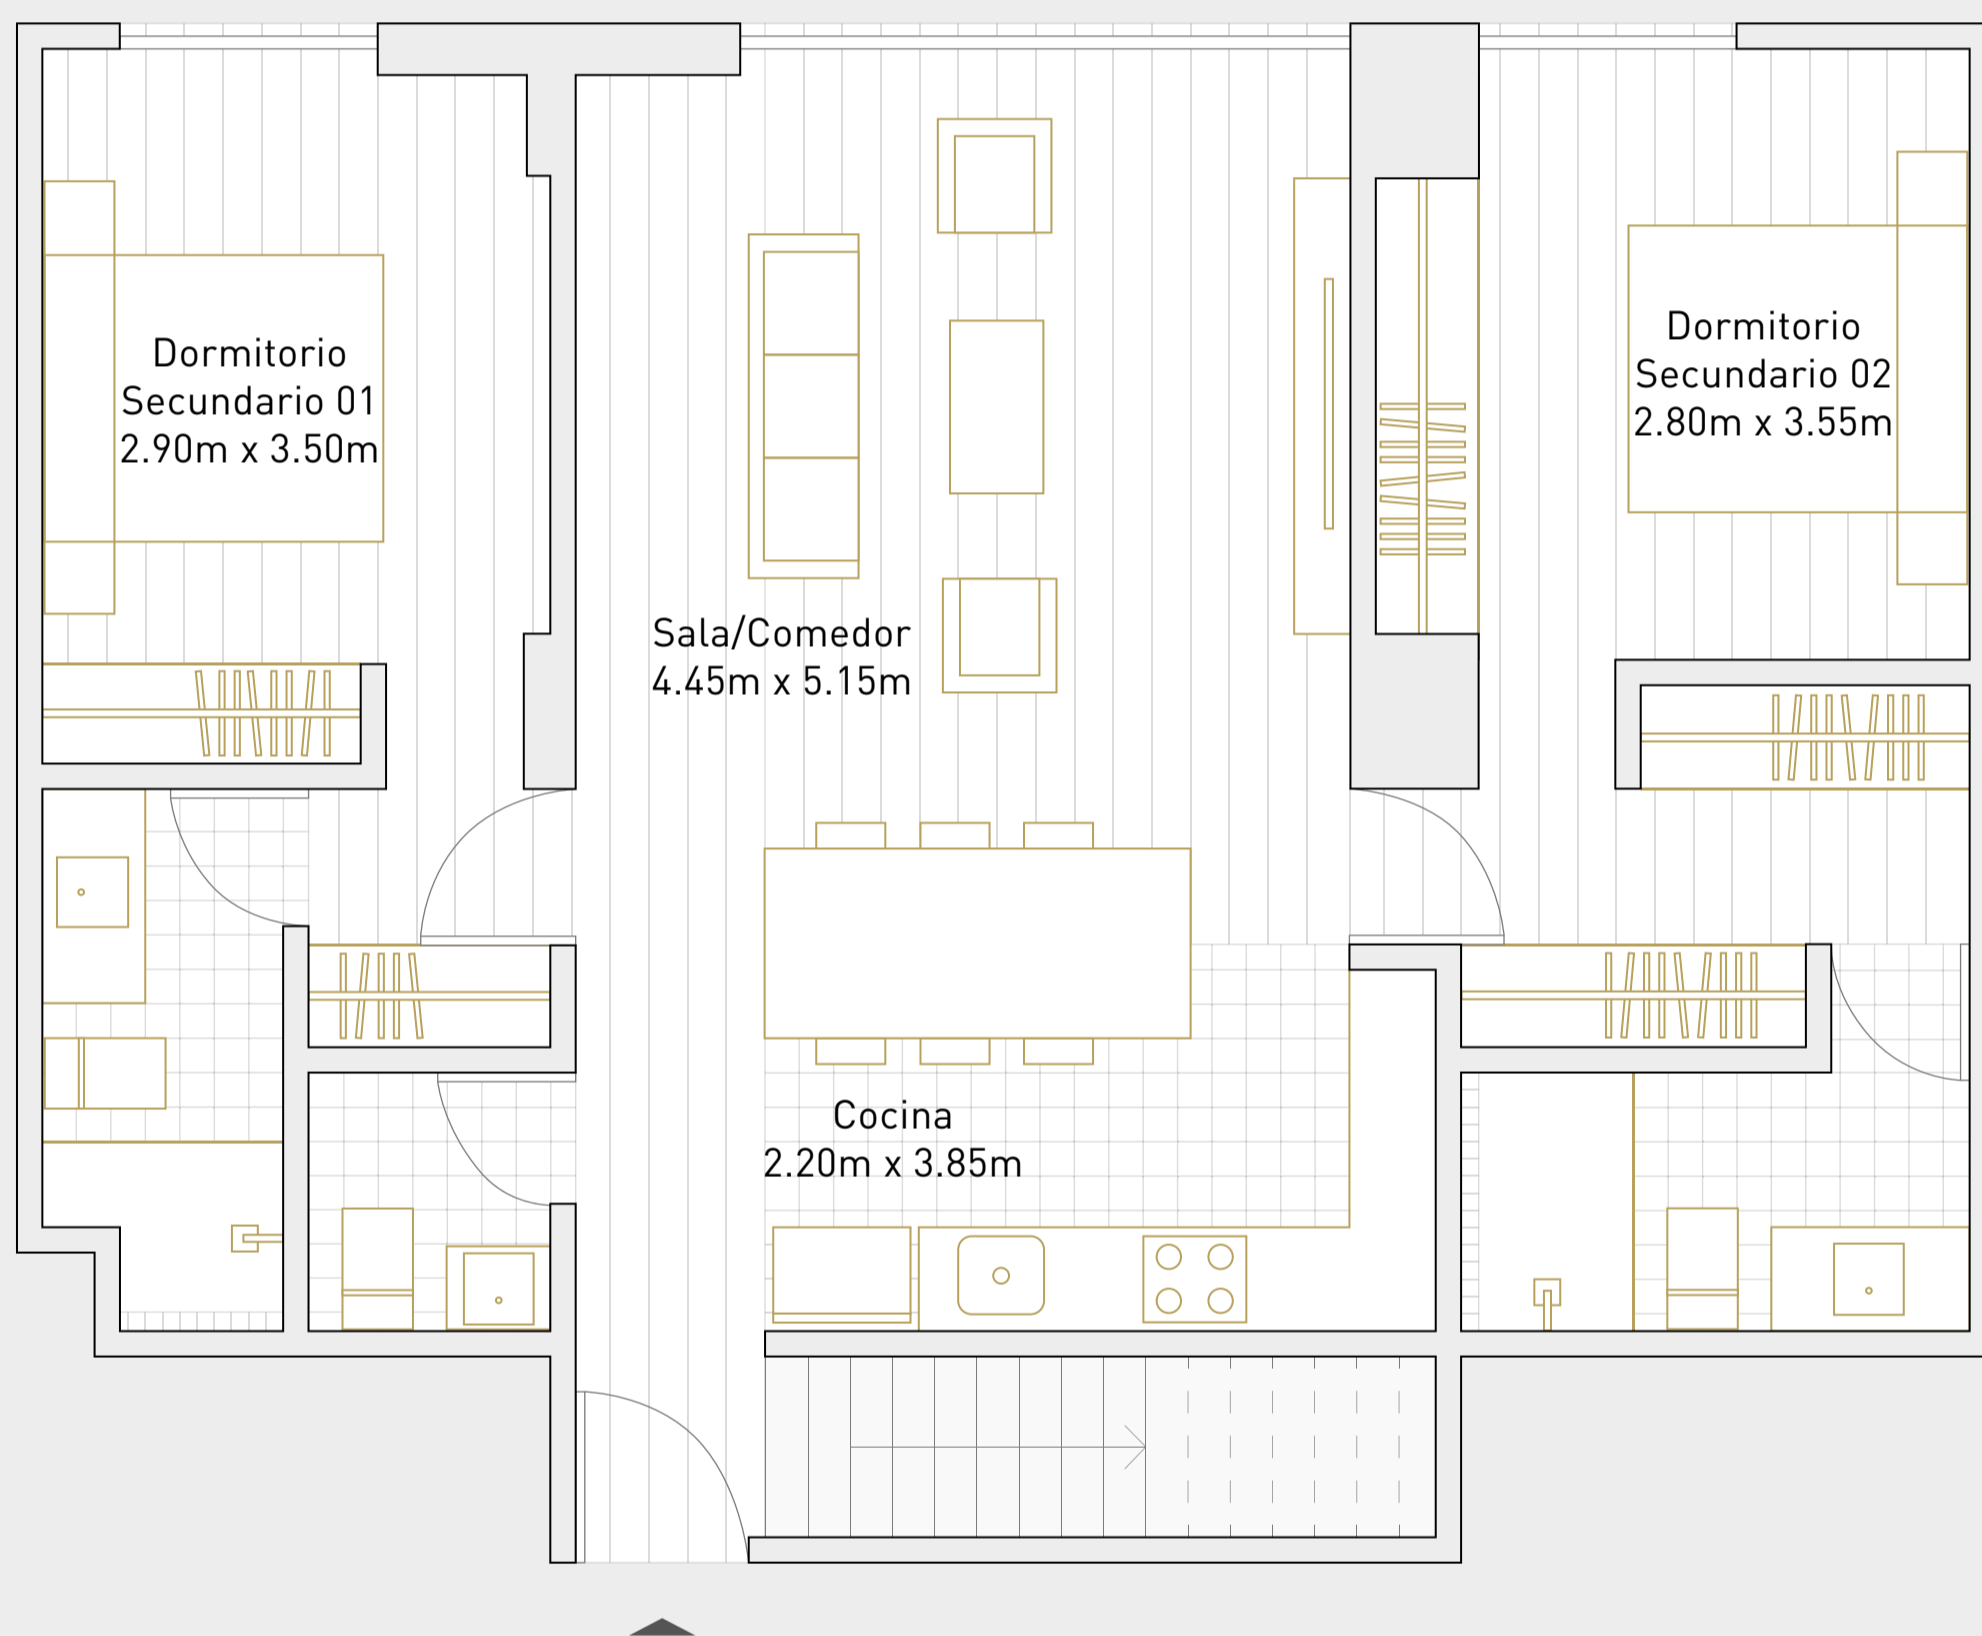 Dormitorio
Secundario 01
2.90m x 3.50m
Dormitorio
Secundario 02
2.80m x 3.55m
Sala/Comedor
4.45m x 5.15m
Cocina
2.20m x 3.85m